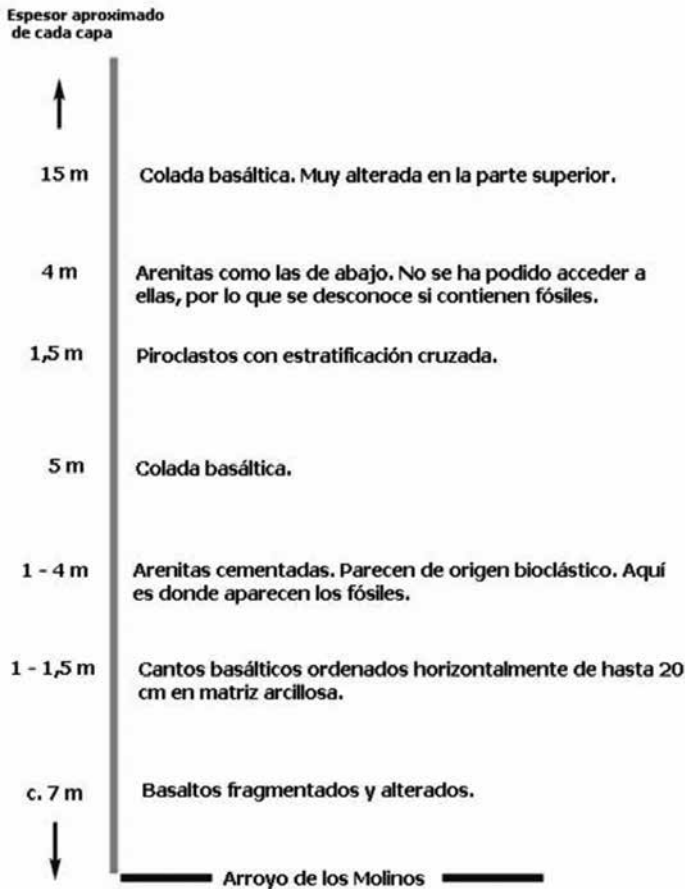 Espesor aproximado
de cada capa
15 m
Colada basáltica. Muy alterada en la parte superior.
4 m
Arenitas como las de abajo. No se ha podido acceder a
ellas, por lo que se desconoce si contienen fósiles.
1,5 m
Piroclastos con estratificación cruzada.
5 m
Colada basáltica.
1 - 4 m
Arenitas cementadas. Parecen de origen bioclástico. Aquí
es donde aparecen los fósiles.
1 - 1,5 m
Cantos basálticos ordenados horizontalmente de hasta 20
cm en matriz arcillosa.
c. 7 m
Basaltos fragmentados y alterados.
Arroyo de los Molinos